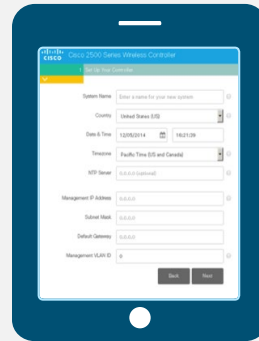 CISCO
Cisco 2500 Series Wireless Controller
1 Set Up Your Controller
System Name Enter a name for your new system
Country United States (US)
Date & Time 12/05/2014 16:21:39
Timezone Pacific Time (US and Canada)
NTP Server 0.0.0.0 (optional)
Management IP Address 0.0.0.0
Subnet Mask 0.0.0.0
Default Gateway 0.0.0.0
Management VLAN ID 0
Back Next